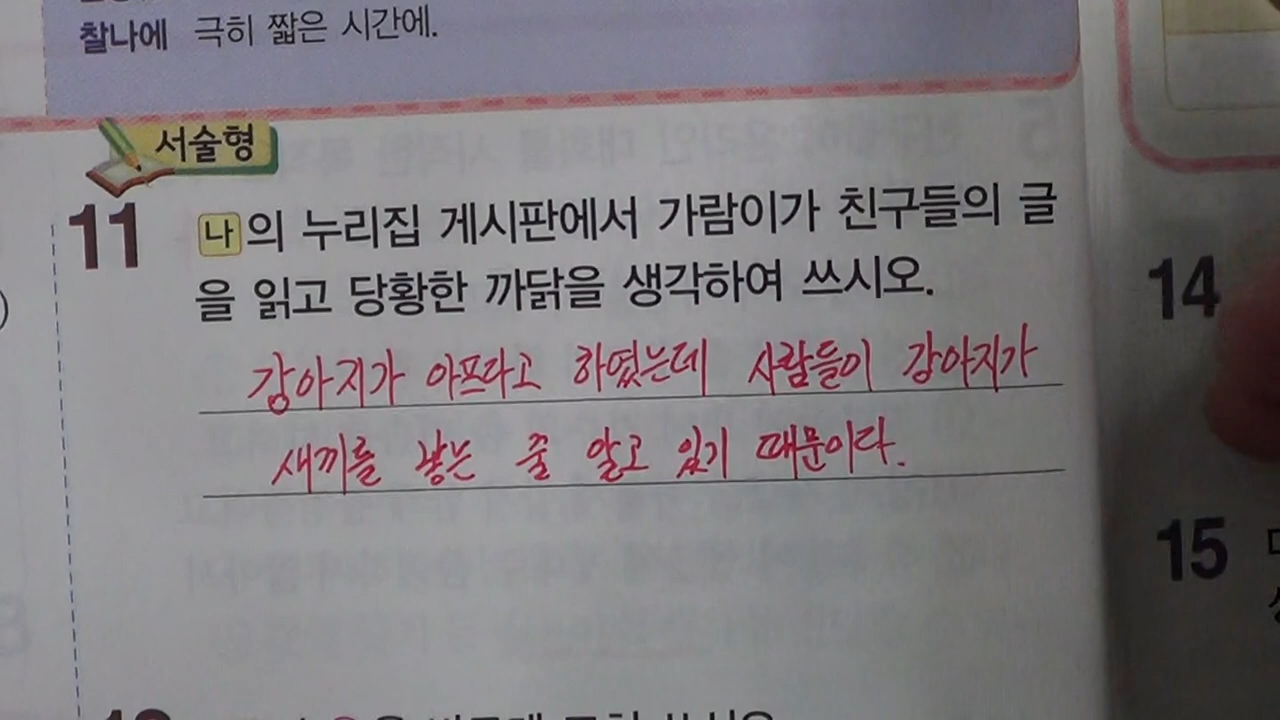 찰나에 극히 짧은 시간에.
서술형
11 나의 누리집 게시판에서 가람이가 친구들의 글
을 읽고 당황한 까닭을 생각하여 쓰시오.
강아지가 아프다고 하였는데 사람들이 강아지가
새끼를 낳는 줄 알고 있기 때문이다.
14
15